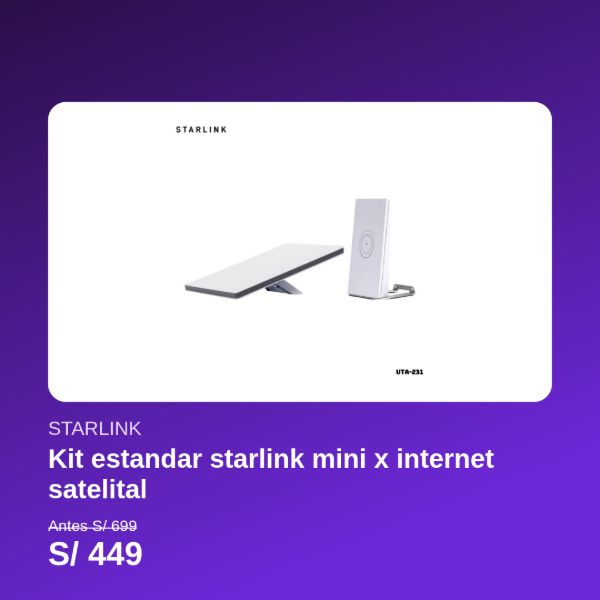 STARLINK
UTA-231
STARLINK
Kit estandar starlink mini x internet
satelital
Antes S/ 699
S/ 449